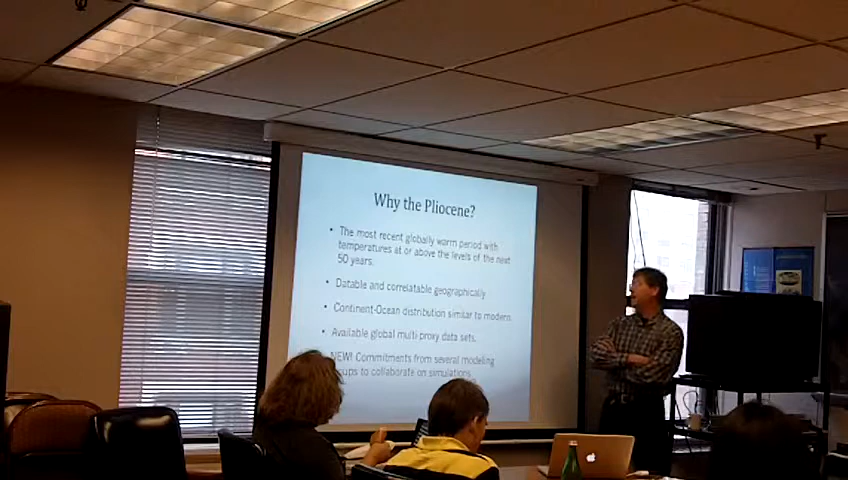 Why the Pliocene?
• The most recent globally warm period with
temperatures at or above the levels of the next
50 years.
• Datable and correlatable geographically
• Continent-Ocean distribution similar to modern.
• Available global multi proxy data sets.
NEW! Commitments from several modeling
to collaborate on simulations.